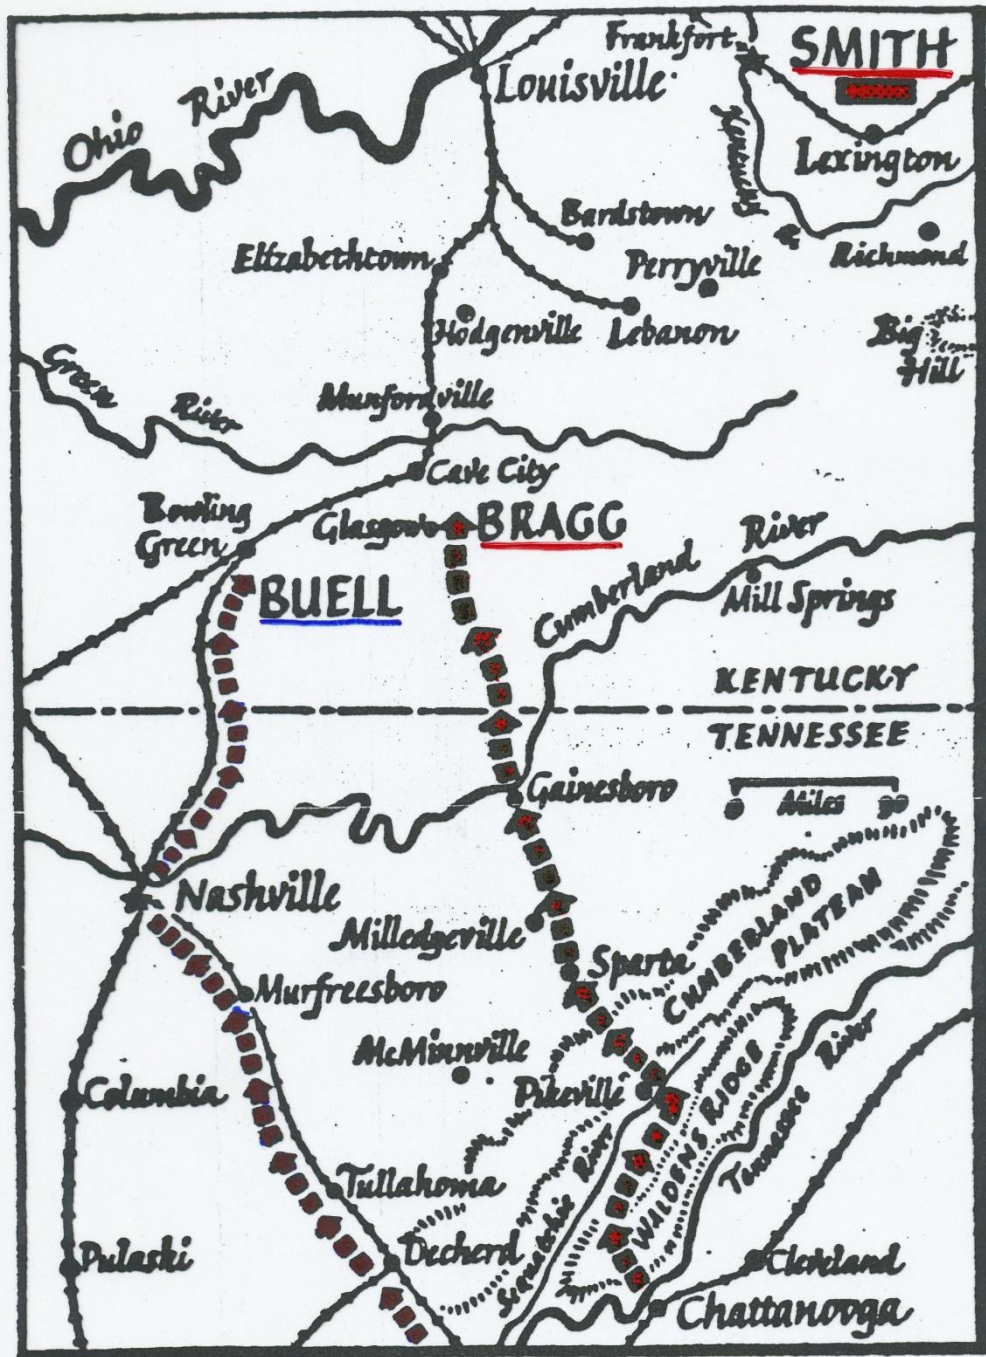 Frankfort
SMITH
Louisville
Ohio River
Kentucky
Lexington
Bardstown
Elizabethtown
Perryville
Richmond
Hodgenville
Lebanon
Big Hill
Green River
Munfordville
Cave City
Bowling
Green
Glasgow
BRAGG
BUELL
Cumberland River
Mill Springs
KENTUCKY
TENNESSEE
Gainesboro
Miles
Nashville
CUMBERLAND
PLATEAU
Milledgeville
Sparta
Murfreesboro
McMinnville
Columbia
Pikeville
WALDENS RIDGE
Tennessee River
Tullahoma
Sequatchie River
Pulaski
Decherd
Cleveland
Chattanooga